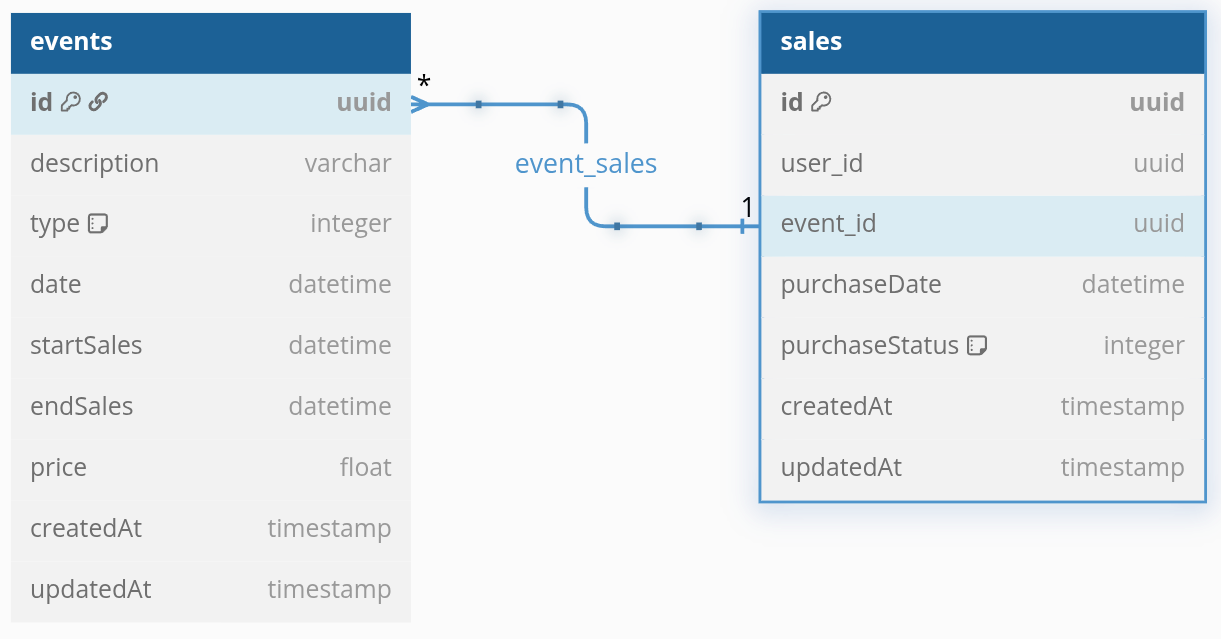 events
id uuid
description varchar
type integer
date datetime
startSales datetime
endSales datetime
price float
createdAt timestamp
updatedAt timestamp
*
event_sales
1
sales
id uuid
user_id uuid
event_id uuid
purchaseDate datetime
purchaseStatus integer
createdAt timestamp
updatedAt timestamp